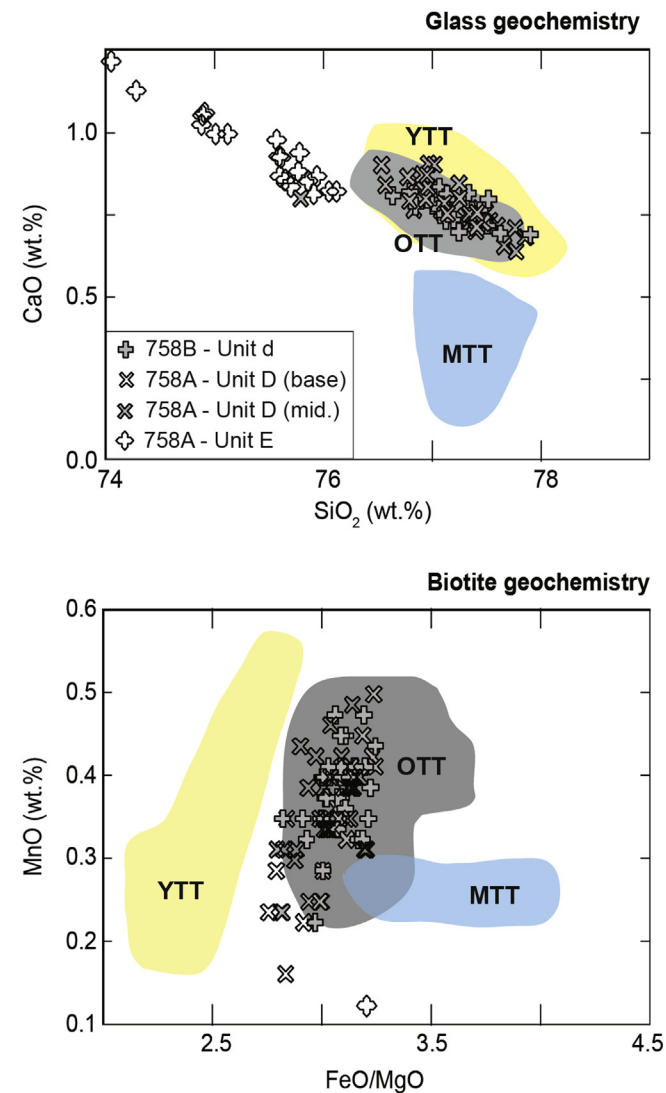 Glass geochemistry
1.0
0.5
0.0
CaO (wt.%)
YTT
OTT
MTT
758B - Unit d
758A - Unit D (base)
758A - Unit D (mid.)
758A - Unit E
74
76
78
SiO₂ (wt.%)
Biotite geochemistry
0.6
0.5
0.4
0.3
0.2
0.1
MnO (wt.%)
OTT
YTT
MTT
2.5
3.5
4.5
FeO/MgO